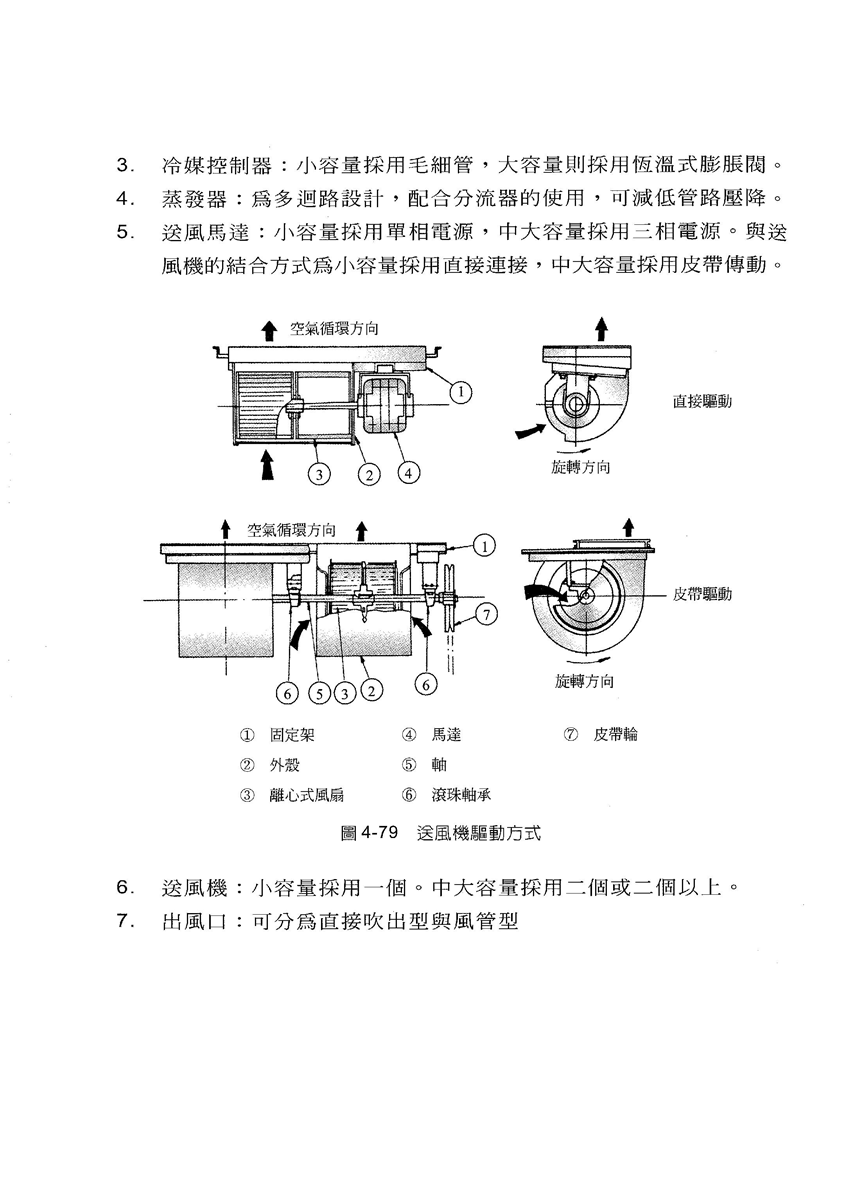 3. 冷媒控制器：小容量採用毛細管，大容量則採用恆溫式膨脹閥。
4. 蒸發器：爲多迴路設計，配合分流器的使用，可減低管路壓降。
5. 送風馬達：小容量採用單相電源，中大容量採用三相電源。與送
風機的結合方式爲小容量採用直接連接，中大容量採用皮帶傳動。
空氣循環方向
①
直接驅動
③ ② ④
旋轉方向
空氣循環方向
①
皮帶驅動
⑦
⑥ ⑤ ③ ② ⑥
旋轉方向
① 固定架 ④ 馬達 ⑦ 皮帶輪
② 外殼 ⑤ 軸
③ 離心式風扇 ⑥ 滾珠軸承
圖 4-79 送風機驅動方式
6. 送風機：小容量採用一個。中大容量採用二個或二個以上。
7. 出風口：可分爲直接吹出型與風管型